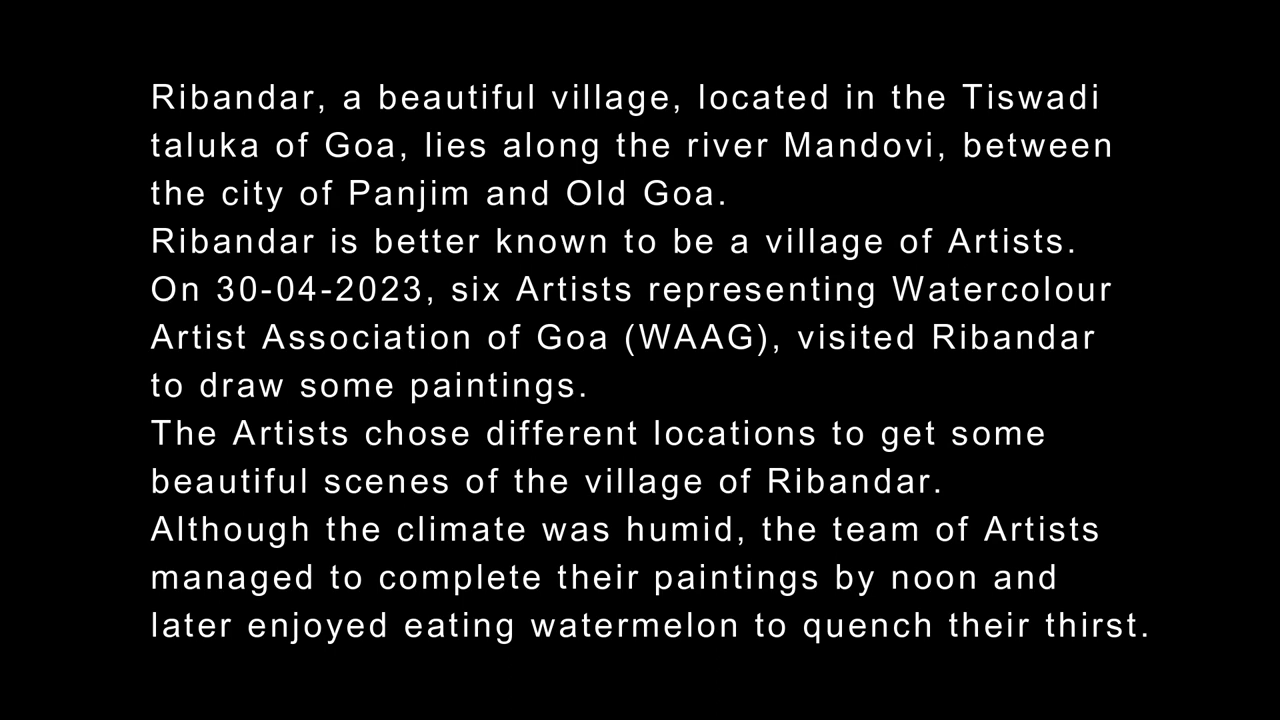 Ribandar, a beautiful village, located in the Tiswadi
taluka of Goa, lies along the river Mandovi, between
the city of Panjim and Old Goa.
Ribandar is better known to be a village of Artists.
On 30-04-2023, six Artists representing Watercolour
Artist Association of Goa (WAAG), visited Ribandar
to draw some paintings.
The Artists chose different locations to get some
beautiful scenes of the village of Ribandar.
Although the climate was humid, the team of Artists
managed to complete their paintings by noon and
later enjoyed eating watermelon to quench their thirst.